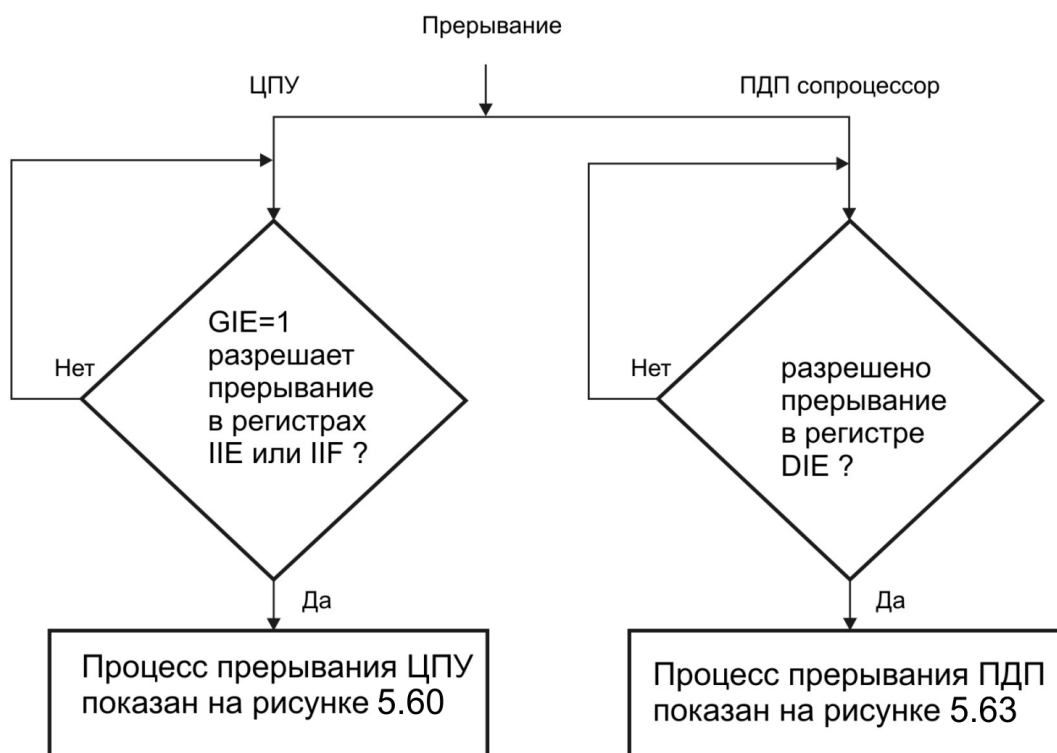 Прерывание
ЦПУ
ПДП сопроцессор
GIE=1
разрешает
прерывание
в регистрах
IIE или IIF ?
Нет
Да
Процесс прерывания ЦПУ
показан на рисунке 5.60
разрешено
прерывание
в регистре
DIE ?
Нет
Да
Процесс прерывания ПДП
показан на рисунке 5.63